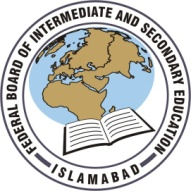 FEDERAL BOARD OF INTERMEDIATE AND SECONDARY EDUCATION
ISLAMABAD